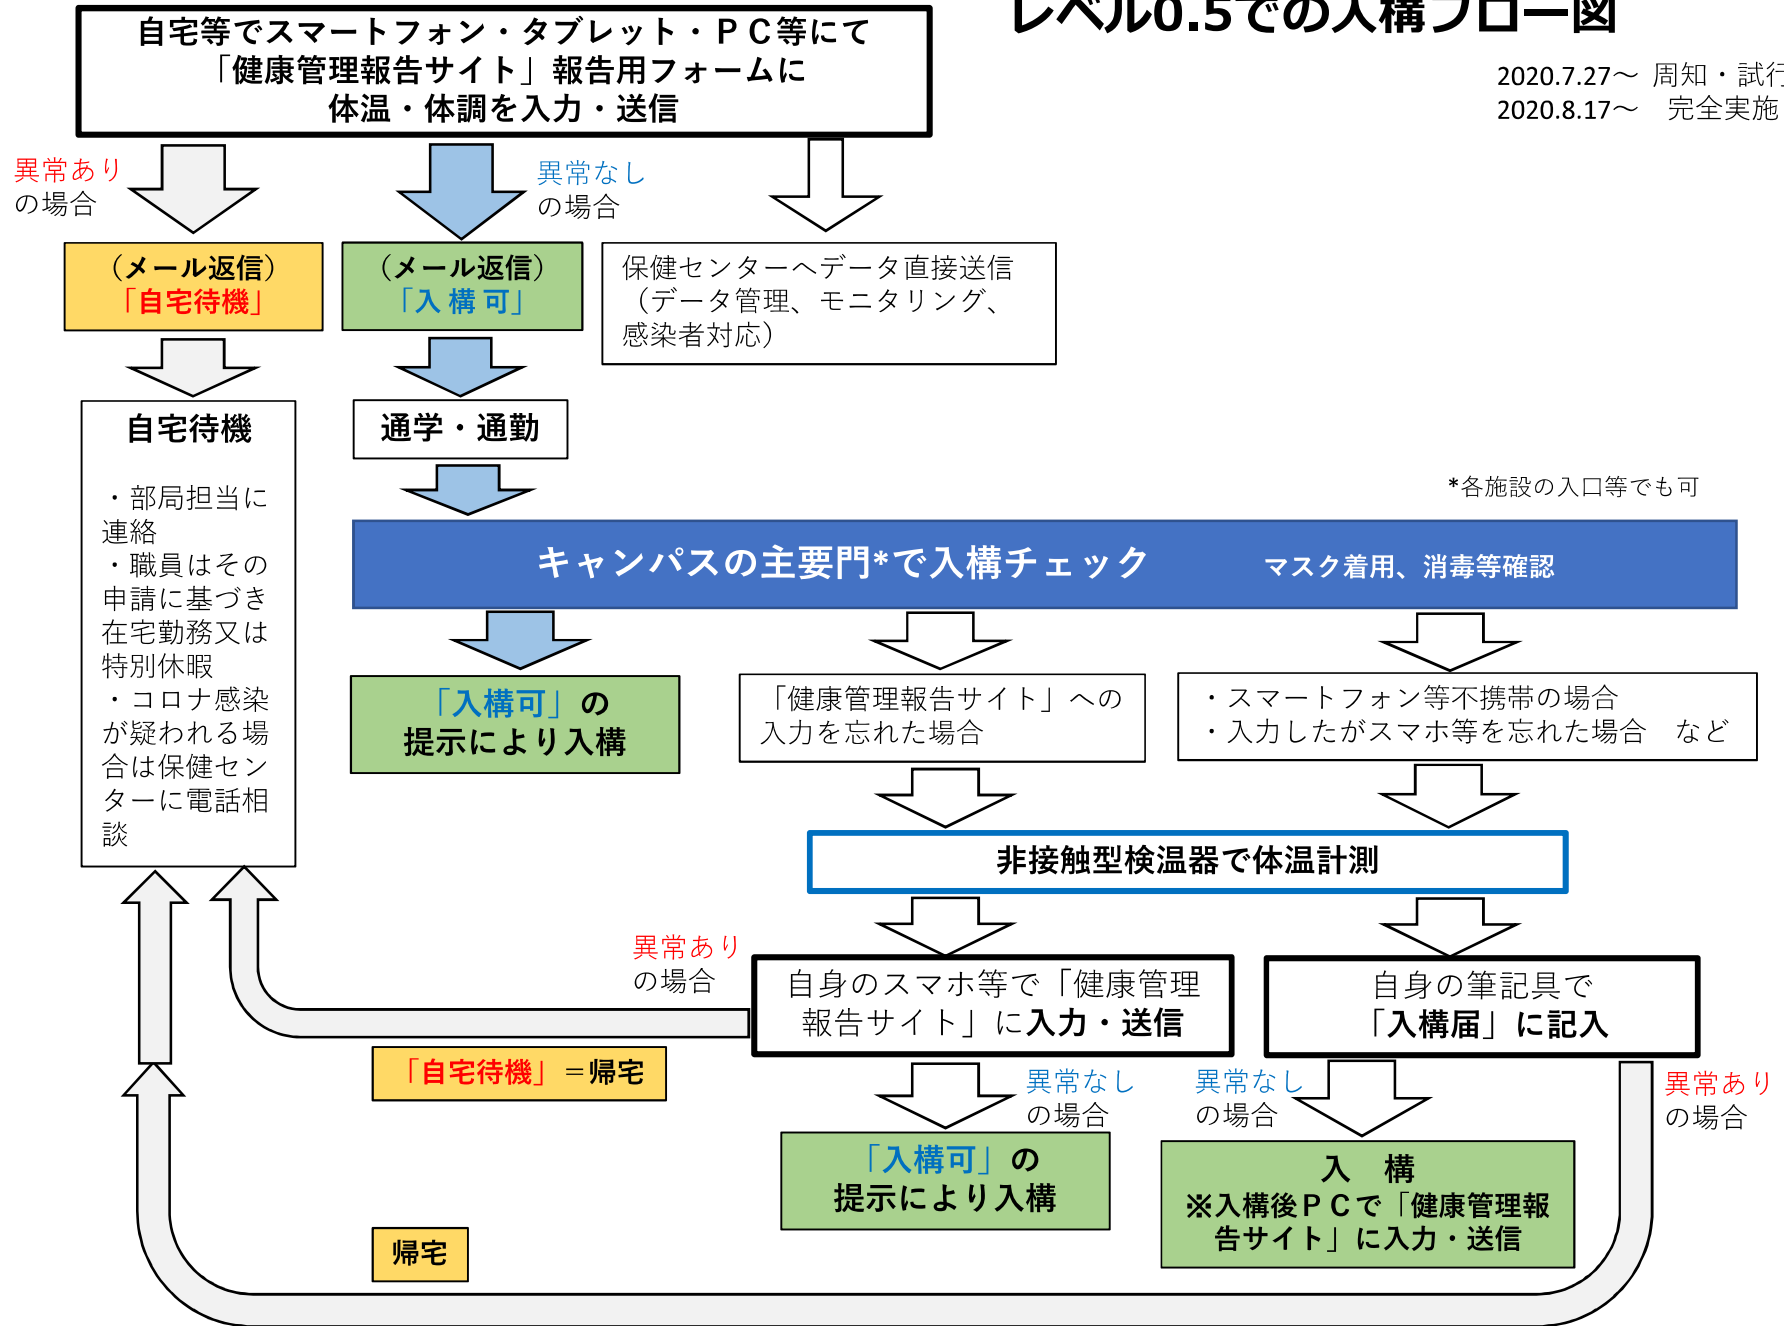 レベル0.5での入構フロー図
2020.7.27～ 周知・試行
2020.8.17～　完全実施
自宅等でスマートフォン・タブレット・ＰＣ等にて
「健康管理報告サイト」報告用フォームに
体温・体調を入力・送信
異常あり
の場合
異常なし
の場合
（メール返信）
「自宅待機」
（メール返信）
「入 構 可」
保健センターへデータ直接送信
（データ管理、モニタリング、
感染者対応）
自宅待機
・部局担当に
連絡
・職員はその
申請に基づき
在宅勤務又は
特別休暇
・コロナ感染
が疑われる場
合は保健セン
ターに電話相
談
通学・通勤
*各施設の入口等でも可
キャンパスの主要門*で入構チェック　マスク着用、消毒等確認
「入構可」の
提示により入構
「健康管理報告サイト」への
入力を忘れた場合
・スマートフォン等不携帯の場合
・入力したがスマホ等を忘れた場合　など
非接触型検温器で体温計測
異常あり
の場合
自身のスマホ等で「健康管理
報告サイト」に入力・送信
自身の筆記具で
「入構届」に記入
「自宅待機」＝帰宅
異常なし
の場合
異常なし
の場合
異常あり
の場合
「入構可」の
提示により入構
入　構
※入構後ＰＣで「健康管理報
告サイト」に入力・送信
帰宅